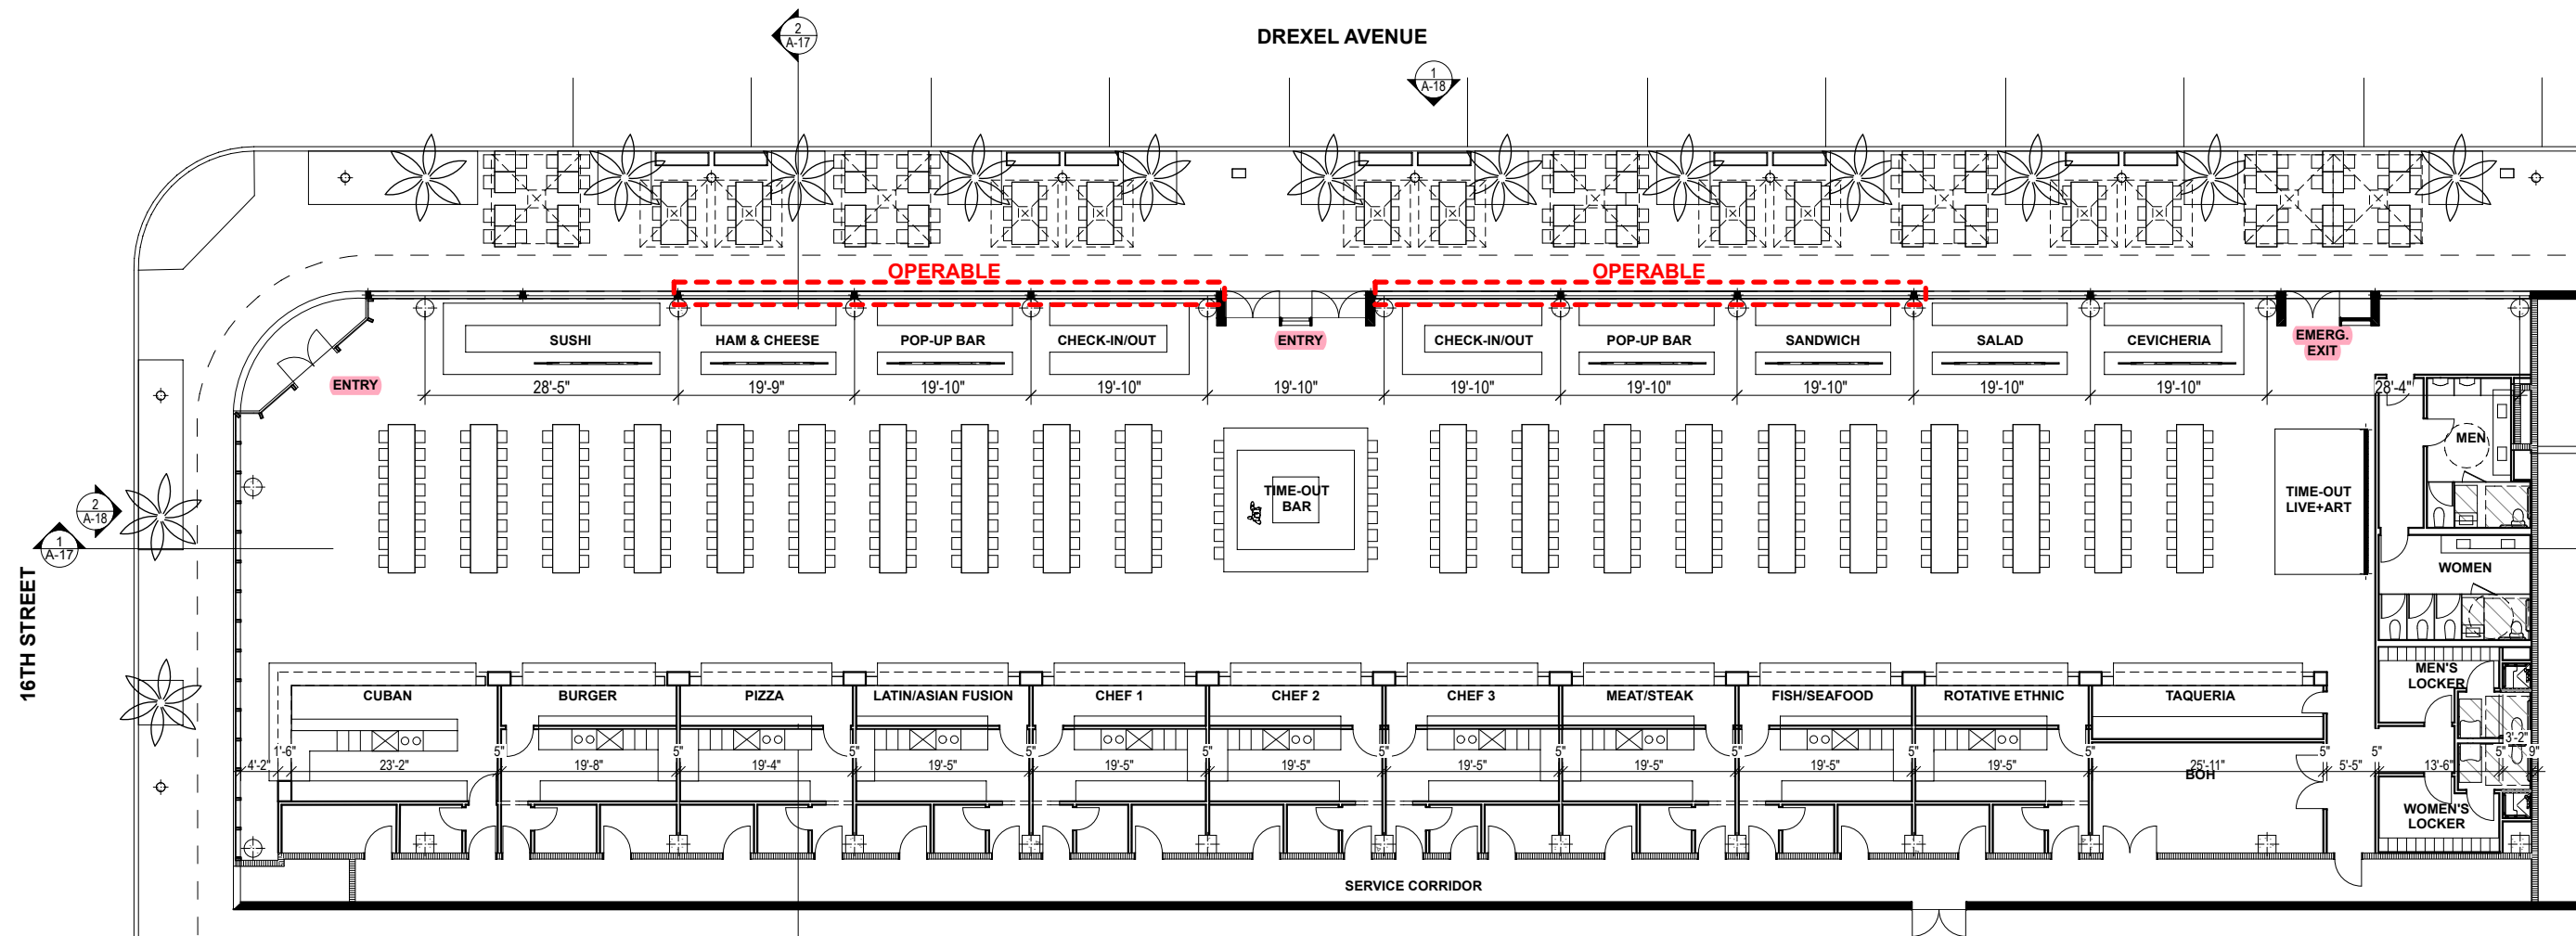 2
A-17
DREXEL AVENUE
1
A-18
OPERABLE
OPERABLE
SUSHI
HAM & CHEESE
POP-UP BAR
CHECK-IN/OUT
ENTRY
CHECK-IN/OUT
POP-UP BAR
SANDWICH
SALAD
CEVICHERIA
EMERG.
EXIT
ENTRY
28'-5"
19'-9"
19'-10"
19'-10"
19'-10"
19'-10"
19'-10"
19'-10"
19'-10"
19'-10"
28'-4"
MEN
TIME-OUT
BAR
TIME-OUT
LIVE+ART
2
A-18
1
A-17
WOMEN
16TH STREET
CUBAN
BURGER
PIZZA
LATIN/ASIAN FUSION
CHEF 1
CHEF 2
CHEF 3
MEAT/STEAK
FISH/SEAFOOD
ROTATIVE ETHNIC
TAQUERIA
MEN'S
LOCKER
4'-2"
1'-6"
23'-2"
5"
19'-8"
5"
19'-4"
5"
19'-5"
5"
19'-5"
5"
19'-5"
5"
19'-5"
5"
19'-5"
5"
19'-5"
5"
19'-5"
5"
25'-11"
5"
5'-5"
5"
13'-6"
5"
3'-2"
9"
BOH
WOMEN'S
LOCKER
SERVICE CORRIDOR